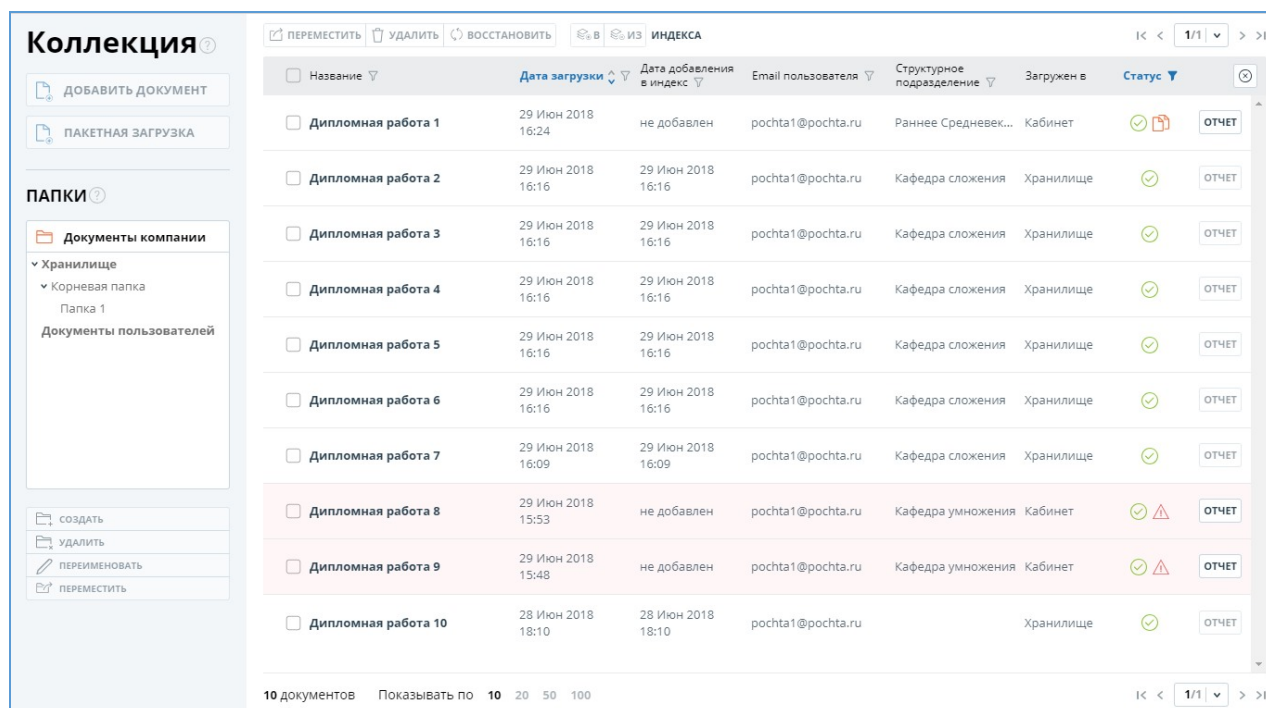 Коллекция ?
ДОБАВИТЬ ДОКУМЕНТ
ПАКЕТНАЯ ЗАГРУЗКА
ПАПКИ ?
Документы компании
Хранилище
Корневая папка
Папка 1
Документы пользователей
СОЗДАТЬ
УДАЛИТЬ
ПЕРЕИМЕНОВАТЬ
ПЕРЕМЕСТИТЬ
ПЕРЕМЕСТИТЬ УДАЛИТЬ ВОССТАНОВИТЬ В ИЗ ИНДЕКСА 1/1
Название Дата загрузки Дата добавления в индекс Email пользователя Структурное подразделение Загружен в Статус
Дипломная работа 1 29 Июн 2018 16:24 не добавлен pochta1@pochta.ru Раннее Средневек... Кабинет ОТЧЕТ
Дипломная работа 2 29 Июн 2018 16:16 29 Июн 2018 16:16 pochta1@pochta.ru Кафедра сложения Хранилище ОТЧЕТ
Дипломная работа 3 29 Июн 2018 16:16 29 Июн 2018 16:16 pochta1@pochta.ru Кафедра сложения Хранилище ОТЧЕТ
Дипломная работа 4 29 Июн 2018 16:16 29 Июн 2018 16:16 pochta1@pochta.ru Кафедра сложения Хранилище ОТЧЕТ
Дипломная работа 5 29 Июн 2018 16:16 29 Июн 2018 16:16 pochta1@pochta.ru Кафедра сложения Хранилище ОТЧЕТ
Дипломная работа 6 29 Июн 2018 16:16 29 Июн 2018 16:16 pochta1@pochta.ru Кафедра сложения Хранилище ОТЧЕТ
Дипломная работа 7 29 Июн 2018 16:09 29 Июн 2018 16:09 pochta1@pochta.ru Кафедра сложения Хранилище ОТЧЕТ
Дипломная работа 8 29 Июн 2018 15:53 не добавлен pochta1@pochta.ru Кафедра умножения Кабинет ОТЧЕТ
Дипломная работа 9 29 Июн 2018 15:48 не добавлен pochta1@pochta.ru Кафедра умножения Кабинет ОТЧЕТ
Дипломная работа 10 28 Июн 2018 18:10 28 Июн 2018 18:10 pochta1@pochta.ru Хранилище ОТЧЕТ
10 документов Показывать по 10 20 50 100 1/1